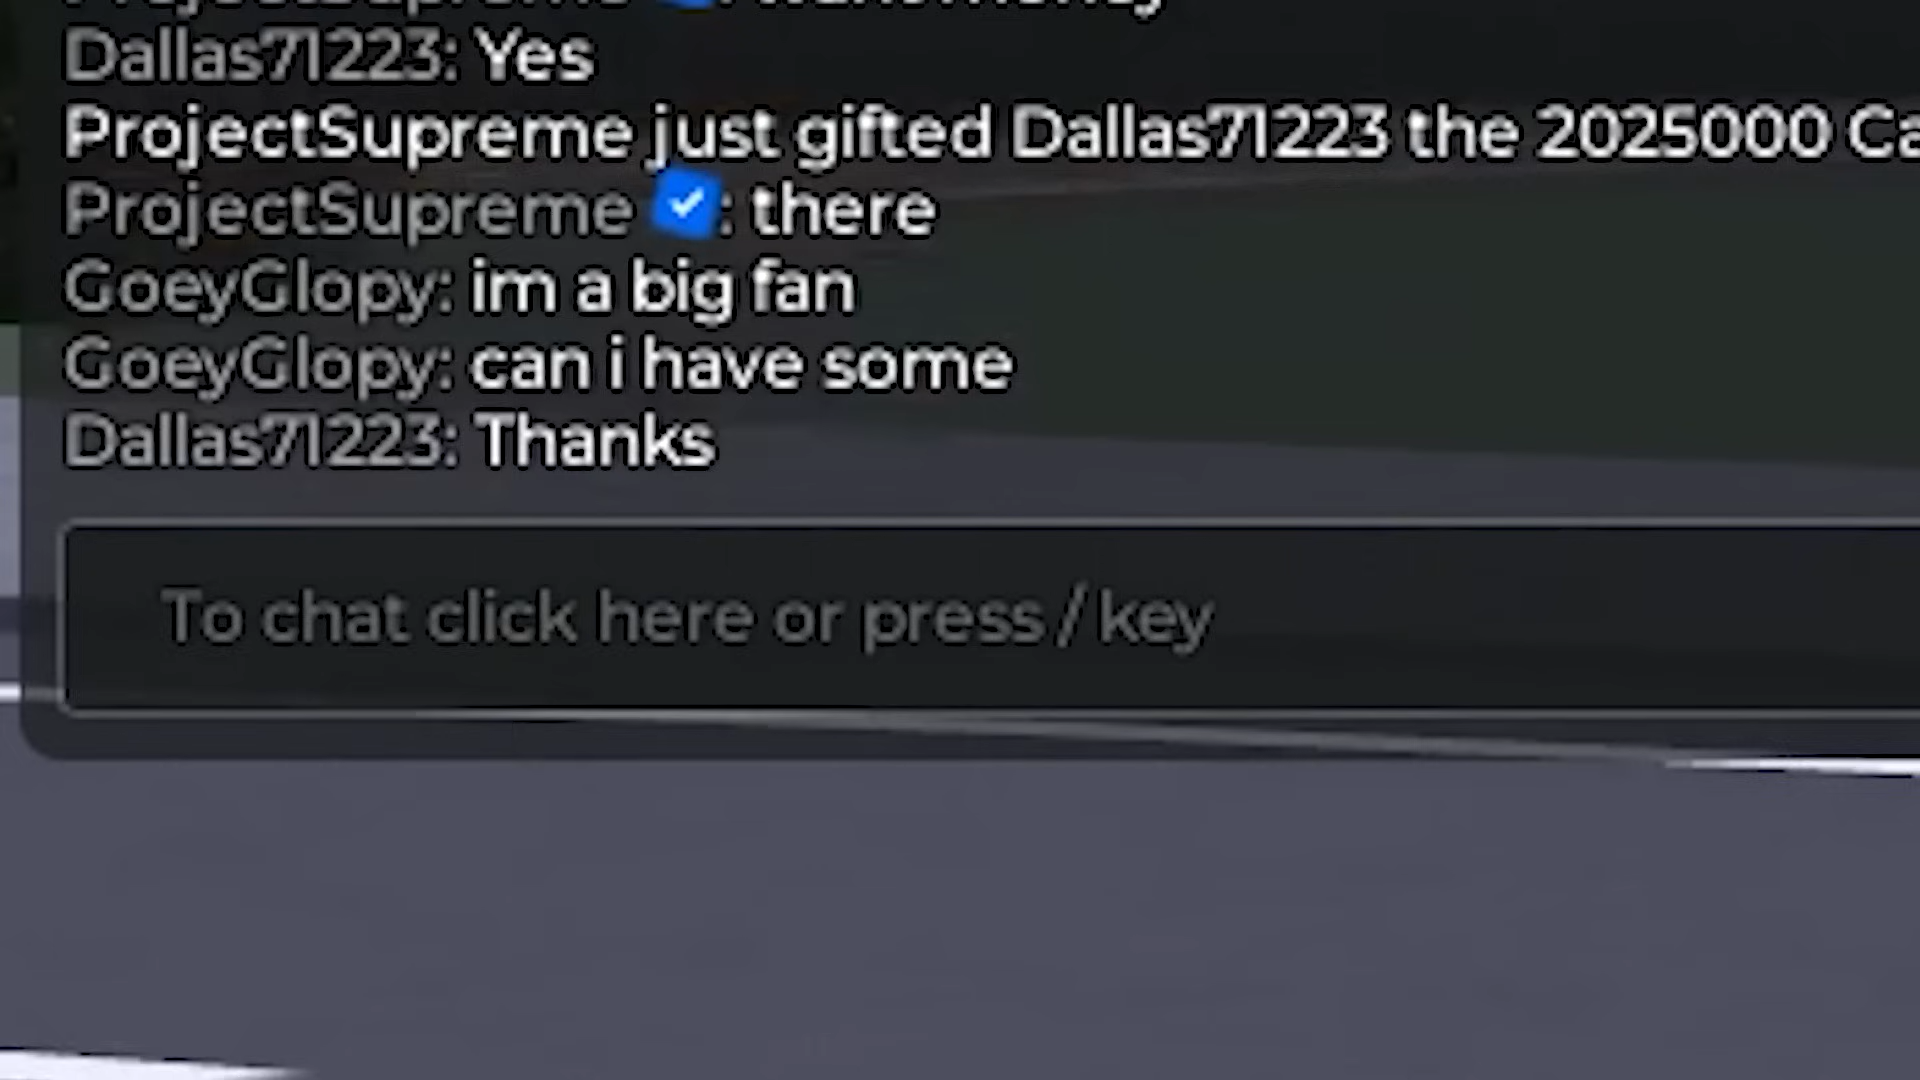 Dallas71223: Yes
ProjectSupreme just gifted Dallas71223 the 2025000
ProjectSupreme : there
GoeyGlopy: im a big fan
GoeyGlopy: can i have some
Dallas71223: Thanks
To chat click here or press / key